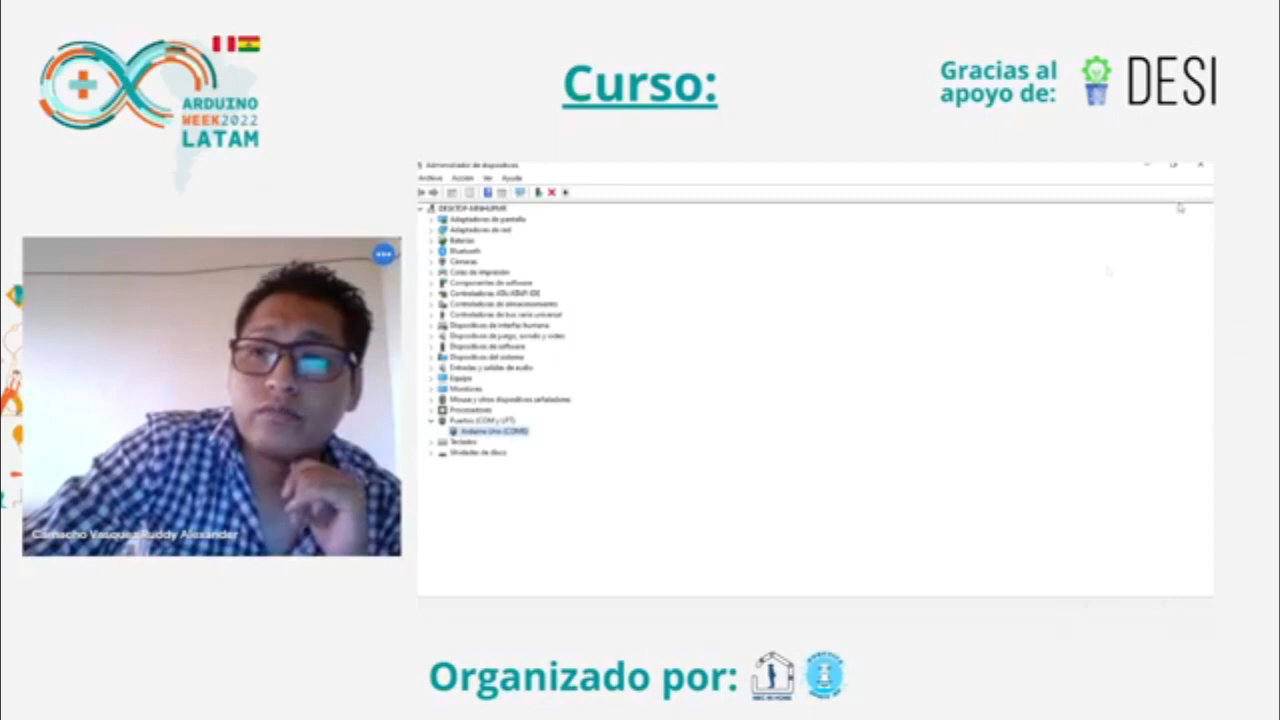 ARDUINO
WEEK2022
LATAM
Curso:
Gracias al
apoyo de:
DESI
Administrador de dispositivos
Archivo Acción Ver Ayuda
Adaptadores de pantalla
Adaptadores de red
Baterías
Bluetooth
Cámaras
Colas de impresión
Componentes de software
Controladoras ATA/ATAPI IDE
Controladoras de almacenamiento
Controladoras de bus serie universal
Dispositivos de interfaz humana
Dispositivos de juego, sonido y vídeo
Dispositivos de software
Dispositivos del sistema
Entradas y salidas de audio
Equipo
Monitores
Mouse y otros dispositivos señaladores
Procesadores
Puertos (COM y LPT)
Arduino Uno
Teclados
Unidades de disco
Camacho Vasquez Ruddy Alexander
Organizado por: